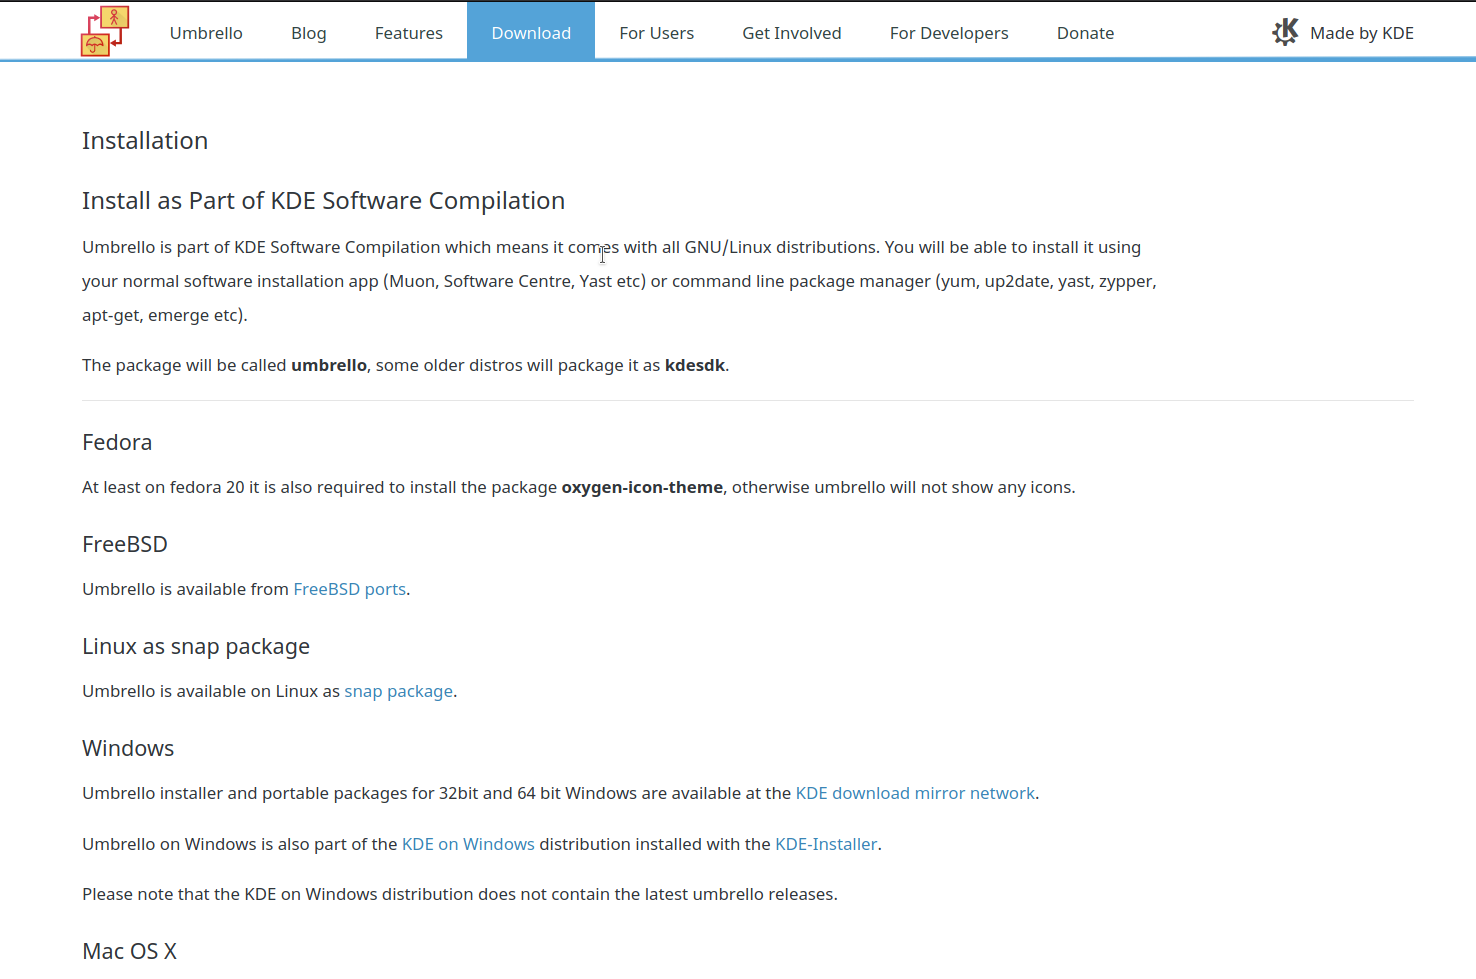 Umbrello Blog Features Download For Users Get Involved For Developers Donate Made by KDE
Installation
Install as Part of KDE Software Compilation
Umbrello is part of KDE Software Compilation which means it comes with all GNU/Linux distributions. You will be able to install it using
your normal software installation app (Muon, Software Centre, Yast etc) or command line package manager (yum, up2date, yast, zypper,
apt-get, emerge etc).
The package will be called umbrello, some older distros will package it as kdesdk.
Fedora
At least on fedora 20 it is also required to install the package oxygen-icon-theme, otherwise umbrello will not show any icons.
FreeBSD
Umbrello is available from FreeBSD ports.
Linux as snap package
Umbrello is available on Linux as snap package.
Windows
Umbrello installer and portable packages for 32bit and 64 bit Windows are available at the KDE download mirror network.
Umbrello on Windows is also part of the KDE on Windows distribution installed with the KDE-Installer.
Please note that the KDE on Windows distribution does not contain the latest umbrello releases.
Mac OS X